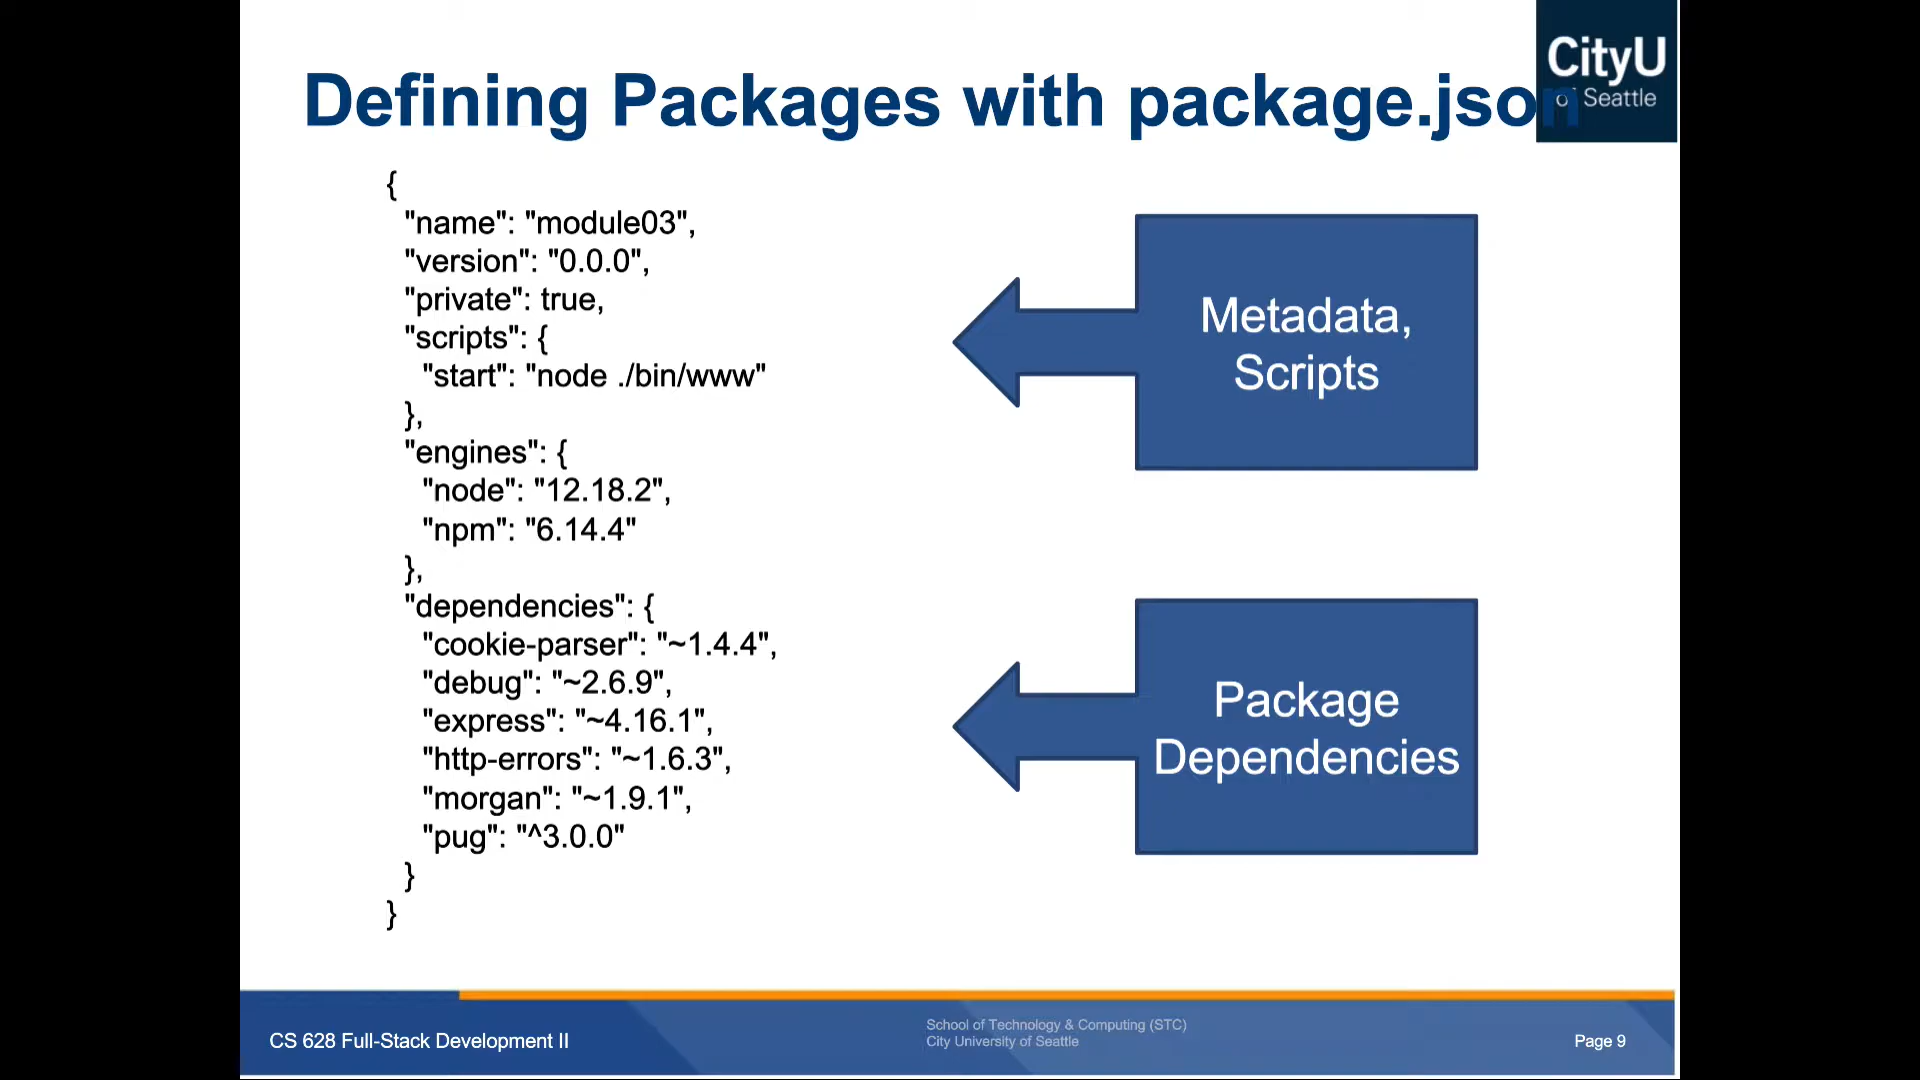 Defining Packages with package.json
CityU
of Seattle
{
"name": "module03",
"version": "0.0.0",
"private": true,
"scripts": {
"start": "node ./bin/www"
},
"engines": {
"node": "12.18.2",
"npm": "6.14.4"
},
"dependencies": {
"cookie-parser": "~1.4.4",
"debug": "~2.6.9",
"express": "~4.16.1",
"http-errors": "~1.6.3",
"morgan": "~1.9.1",
"pug": "^3.0.0"
}
}
Metadata,
Scripts
Package
Dependencies
CS 628 Full-Stack Development II
School of Technology & Computing (STC)
City University of Seattle
Page 9